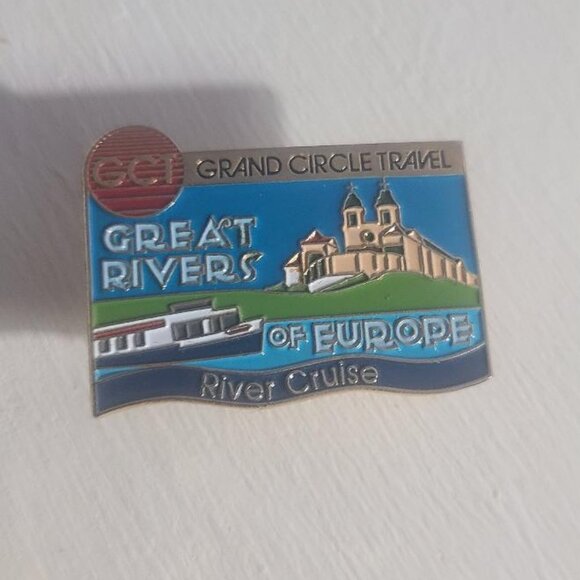 GCT GRAND CIRCLE TRAVEL
GREAT
RIVERS
OF EUROPE
River Cruise